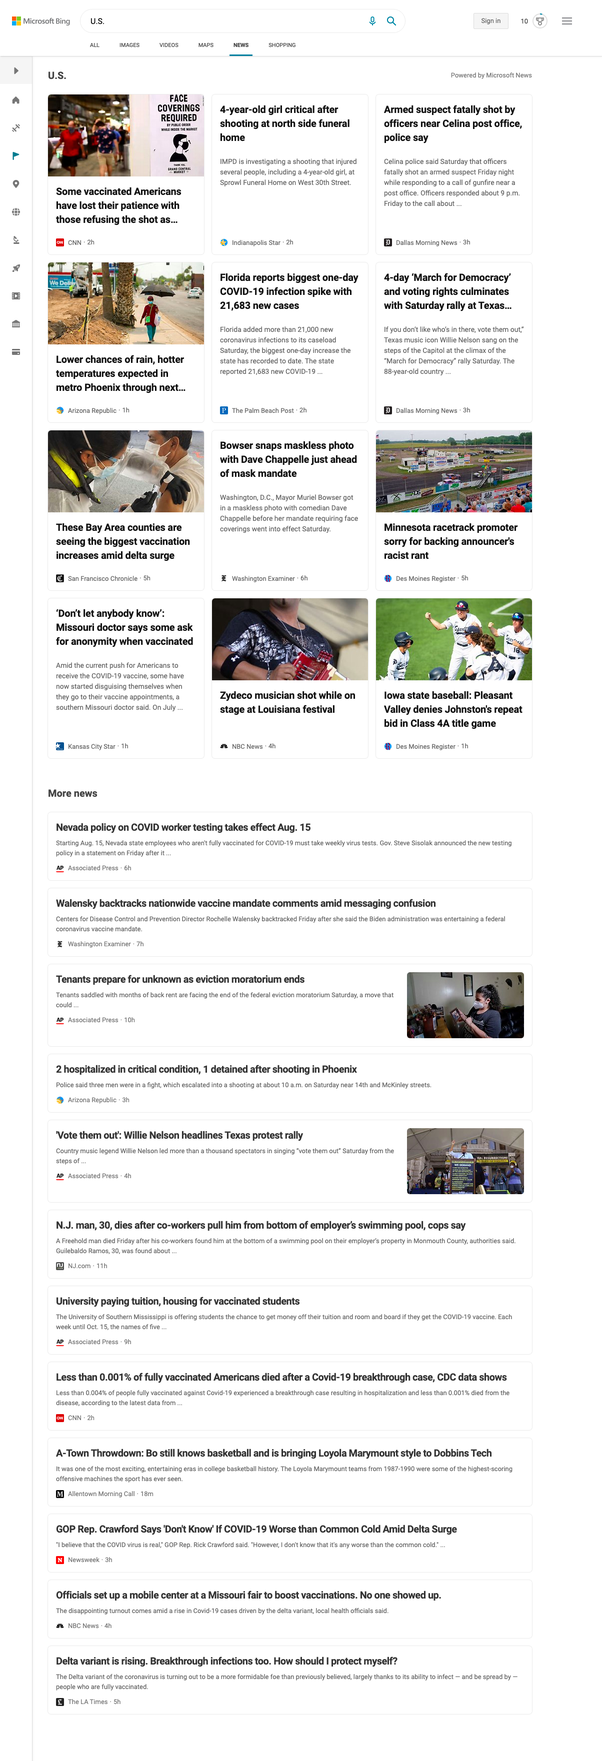 Microsoft Bing
U.S.
Sign in
10
ALL
IMAGES
VIDEOS
MAPS
NEWS
SHOPPING
U.S.
Powered by Microsoft News
FACE
COVERINGS
REQUIRED
Some vaccinated Americans
have lost their patience with
those refusing the shot as...
CNN · 2h
4-year-old girl critical after
shooting at north side funeral
home
IMPD is investigating a shooting that injured
several people, including a 4-year-old girl, at
Sprowl Funeral Home on West 30th Street.
Indianapolis Star · 2h
Armed suspect fatally shot by
officers near Celina post office,
police say
Celina police said Saturday that officers
fatally shot an armed suspect Friday night
while responding to a call of gunfire near a
post office. Officers responded about 9 p.m.
Friday to the call about ...
Dallas Morning News · 3h
We Deliver
Lower chances of rain, hotter
temperatures expected in
metro Phoenix through next...
Arizona Republic · 1h
Florida reports biggest one-day
COVID-19 infection spike with
21,683 new cases
Florida added more than 21,000 new
coronavirus infections to its caseload
Saturday, the biggest one-day increase the
state has recorded to date. The state
reported 21,683 new COVID-19 ...
The Palm Beach Post · 2h
4-day ‘March for Democracy’
and voting rights culminates
with Saturday rally at Texas...
If you don't like who's in there, vote them out,”
Texas music icon Willie Nelson sang on the
steps of the Capitol at the climax of the
“March for Democracy” rally Saturday. The
88-year-old country ...
Dallas Morning News · 3h
These Bay Area counties are
seeing the biggest vaccination
increases amid delta surge
San Francisco Chronicle · 5h
Bowser snaps maskless photo
with Dave Chappelle just ahead
of mask mandate
Washington, D.C., Mayor Muriel Bowser got
in a maskless photo with comedian Dave
Chappelle before her mandate requiring face
coverings went into effect Saturday.
Washington Examiner · 6h
Minnesota racetrack promoter
sorry for backing announcer's
racist rant
Des Moines Register · 5h
‘Don’t let anybody know’:
Missouri doctor says some ask
for anonymity when vaccinated
Amid the current push for Americans to
receive the COVID-19 vaccine, some have
now started disguising themselves when
they go to their vaccine appointments, a
southern Missouri doctor said. On July ...
Kansas City Star · 1h
Zydeco musician shot while on
stage at Louisiana festival
NBC News · 4h
Iowa state baseball: Pleasant
Valley denies Johnston's repeat
bid in Class 4A title game
Des Moines Register · 1h
More news
Nevada policy on COVID worker testing takes effect Aug. 15
Starting Aug. 15, Nevada state employees who aren't fully vaccinated for COVID-19 must take weekly virus tests. Gov. Steve Sisolak announced the new testing
policy in a statement on Friday after it ...
AP Associated Press · 6h
Walensky backtracks nationwide vaccine mandate comments amid messaging confusion
Centers for Disease Control and Prevention Director Rochelle Walensky backtracked Friday after she said the Biden administration was entertaining a federal
coronavirus vaccine mandate.
Washington Examiner · 7h
Tenants prepare for unknown as eviction moratorium ends
Tenants saddled with months of back rent are facing the end of the federal eviction moratorium Saturday, a move that
could ...
AP Associated Press · 10h
2 hospitalized in critical condition, 1 detained after shooting in Phoenix
Police said three men were in a fight, which escalated into a shooting at about 10 a.m. on Saturday near 14th and McKinley streets.
Arizona Republic · 3h
'Vote them out': Willie Nelson headlines Texas protest rally
Country music legend Willie Nelson led more than a thousand spectators in singing “vote them out” Saturday from the
steps of ...
AP Associated Press · 4h
N.J. man, 30, dies after co-workers pull him from bottom of employer's swimming pool, cops say
A Freehold man died Friday after his co-workers found him at the bottom of a swimming pool on their employer's property in Monmouth County, authorities said.
Guilebaldo Ramos, 30, was found about ...
NJ.com · 11h
University paying tuition, housing for vaccinated students
The University of Southern Mississippi is offering students the chance to get money off their tuition and room and board if they get the COVID-19 vaccine. Each
week until Oct. 15, the names of five ...
AP Associated Press · 9h
Less than 0.001% of fully vaccinated Americans died after a Covid-19 breakthrough case, CDC data shows
Less than 0.004% of people fully vaccinated against Covid-19 experienced a breakthrough case resulting in hospitalization and less than 0.001% died from the
disease, according to the latest data from ...
CNN · 2h
A-Town Throwdown: Bo still knows basketball and is bringing Loyola Marymount style to Dobbins Tech
It was one of the most exciting, entertaining eras in college basketball history. The Loyola Marymount teams from 1987-1990 were some of the highest-scoring
offensive machines the sport has ever seen.
Allentown Morning Call · 18m
GOP Rep. Crawford Says 'Don't Know' If COVID-19 Worse than Common Cold Amid Delta Surge
"I believe that the COVID virus is real," GOP Rep. Rick Crawford said. "However, I don't know that it's any worse than the common cold." ...
Newsweek · 3h
Officials set up a mobile center at a Missouri fair to boost vaccinations. No one showed up.
The disappointing turnout comes amid a rise in Covid-19 cases driven by the delta variant, local health officials said.
NBC News · 4h
Delta variant is rising. Breakthrough infections too. How should I protect myself?
The Delta variant of the coronavirus is turning out to be a more formidable foe than previously believed, largely thanks to its ability to infect — and be spread by —
people who are fully vaccinated.
The LA Times · 5h